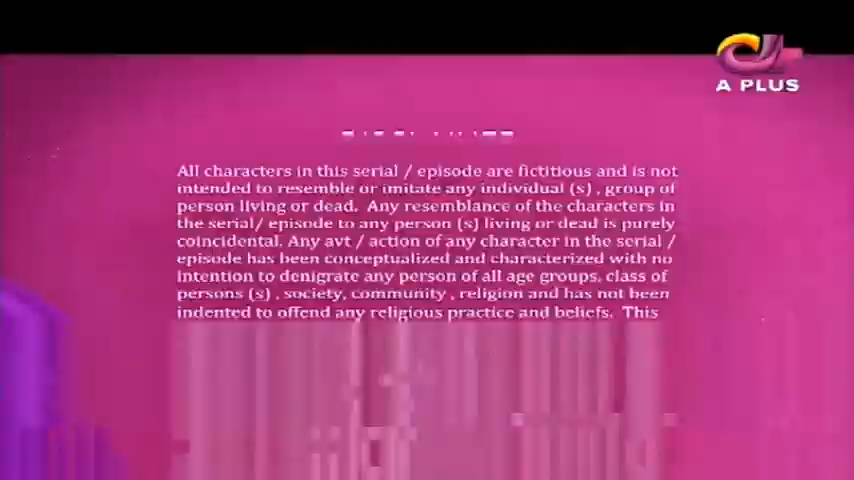 A PLUS
All characters in this serial / episode are fictitious and is not
intended to resemble or imitate any individual (s) , group of
person living or dead. Any resemblance of the characters in
the serial/ episode to any person (s) living or dead is purely
coincidental. Any avt / action of any character in the serial /
episode has been conceptualized and characterized with no
intention to denigrate any person of all age groups, class of
persons (s) , society, community , religion and has not been
indented to offend any religious practice and beliefs. This